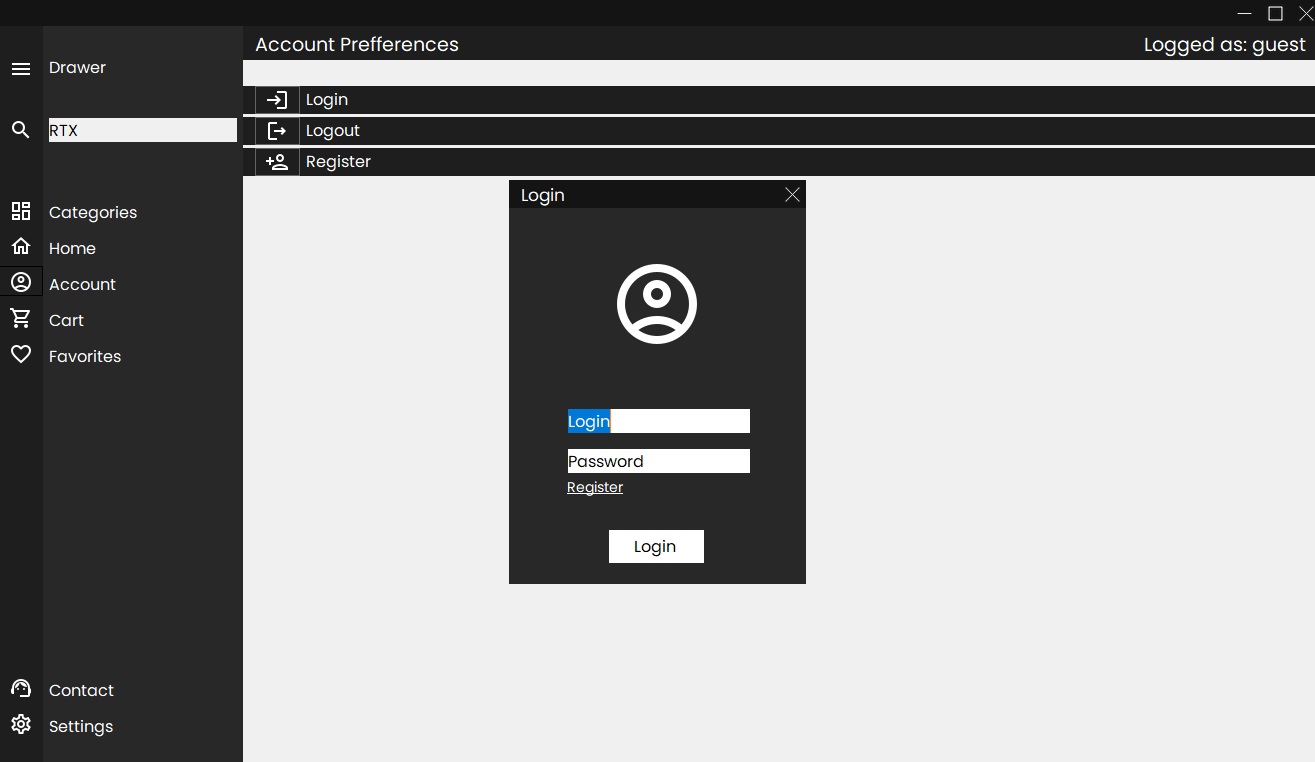 Account Prefferences
Logged as: guest
Drawer
RTX
Categories
Home
Account
Cart
Favorites
Contact
Settings
Login
Logout
Register
Login
Login
Password
Register
Login